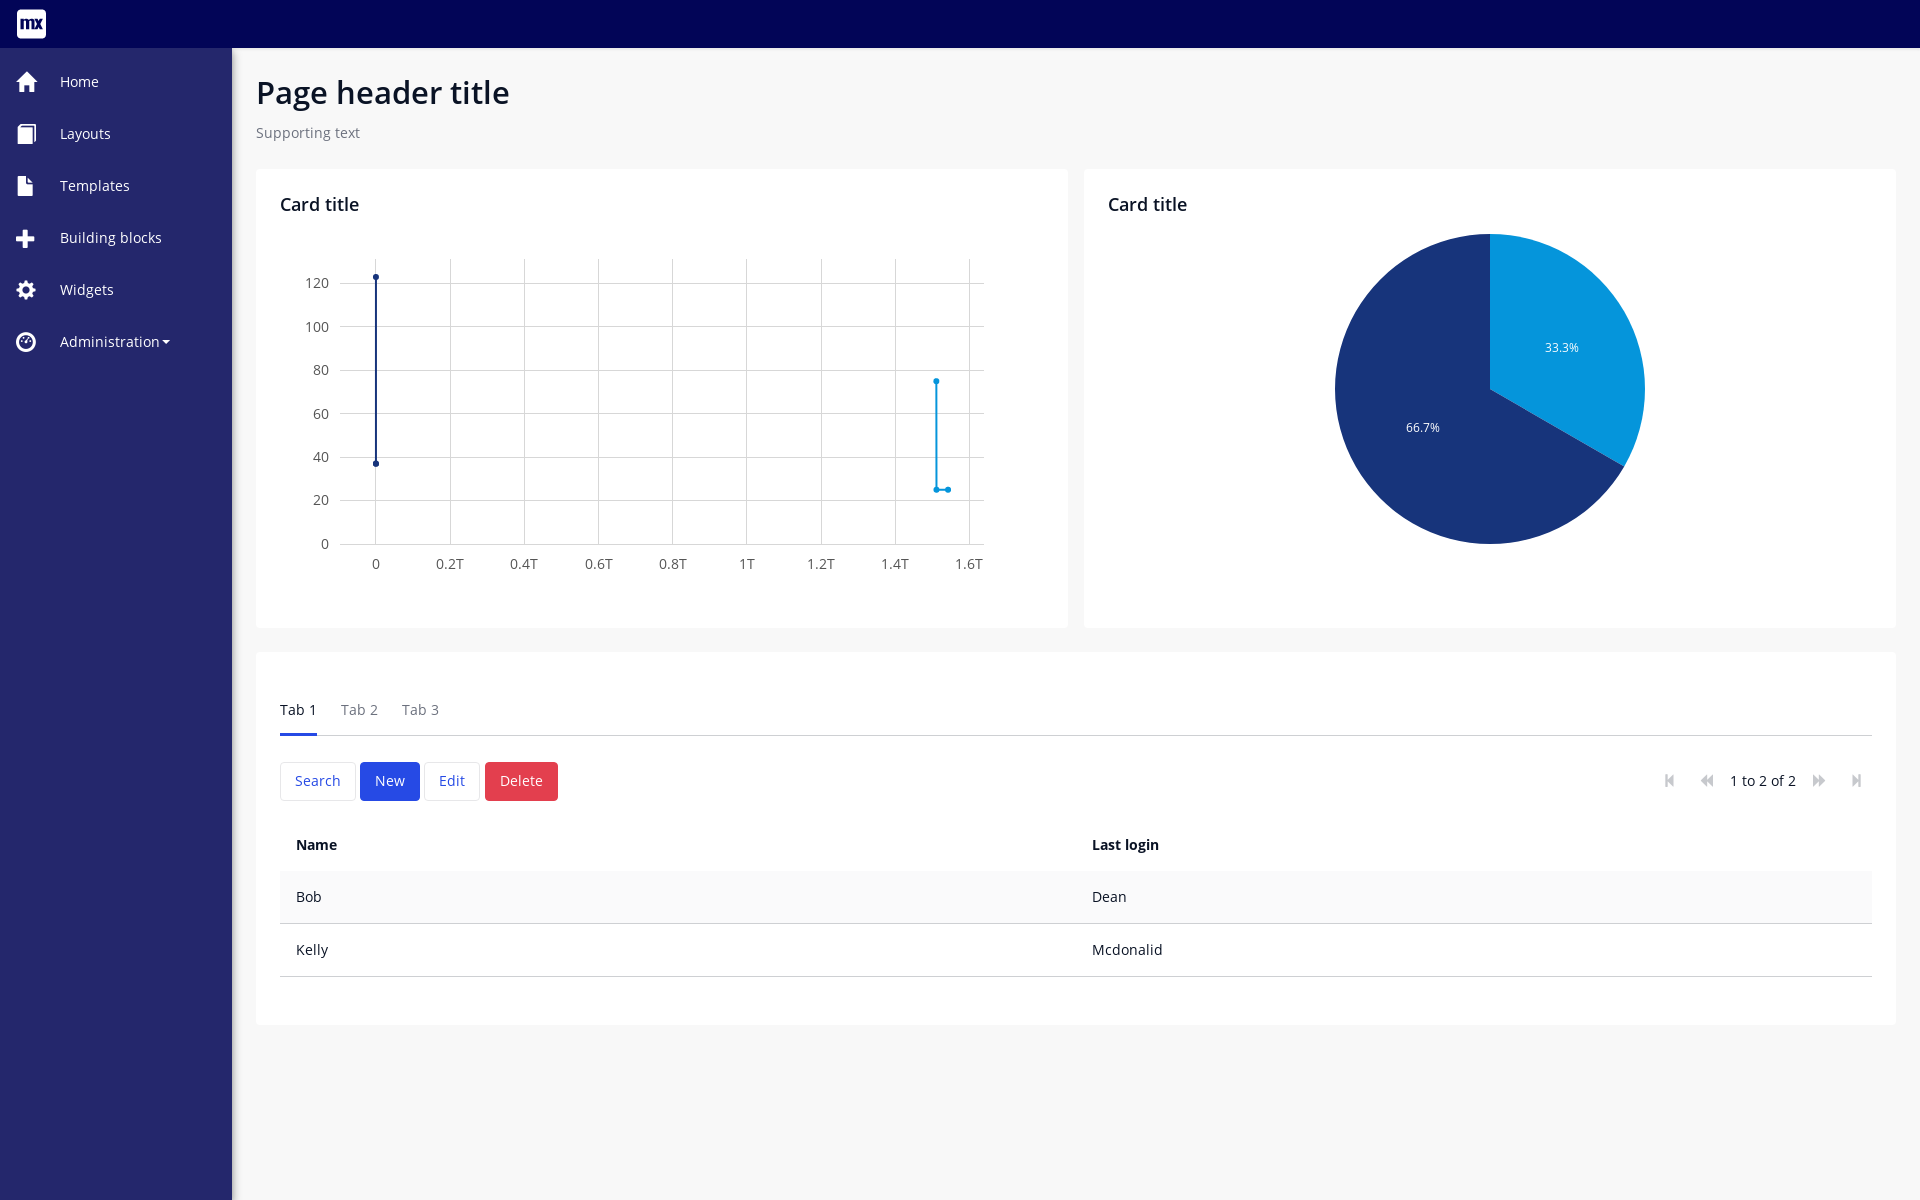 mx
Home
Layouts
Templates
Building blocks
Widgets
Administration
Page header title
Supporting text
Card title
120
100
80
60
40
20
0
0 0.2T 0.4T 0.6T 0.8T 1T 1.2T 1.4T 1.6T
Card title
33.3%
66.7%
Tab 1 Tab 2 Tab 3
Search New Edit Delete 1 to 2 of 2
Name Last login
Bob Dean
Kelly Mcdonalid